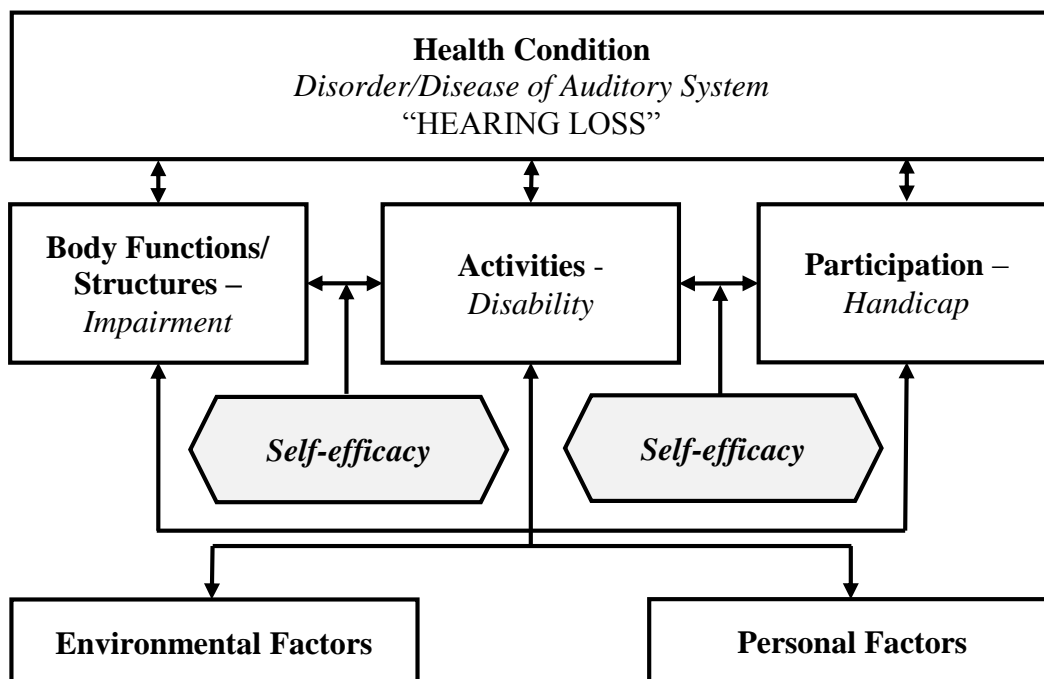 Health Condition
Disorder/Disease of Auditory System
“HEARING LOSS”
Body Functions/
Structures –
Impairment
Activities -
Disability
Participation –
Handicap
Self-efficacy
Self-efficacy
Environmental Factors
Personal Factors